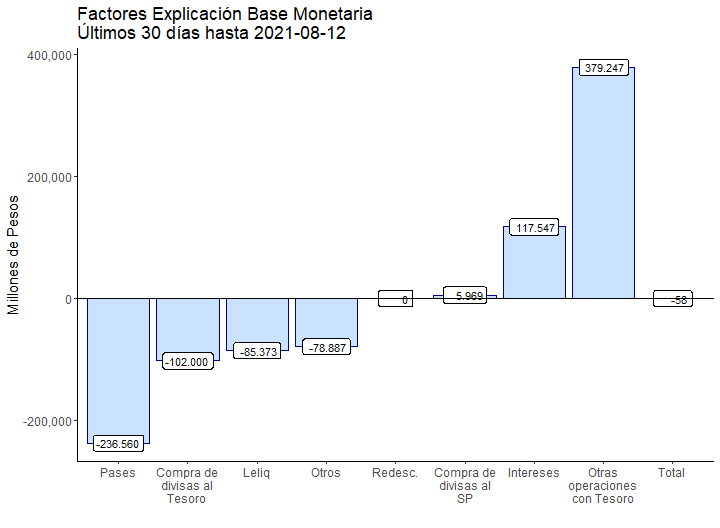 Factores Explicación Base Monetaria
Últimos 30 días hasta 2021-08-12
Millones de Pesos
400,000
200,000
0
-200,000
-236.560
-102.000
-85.373
-78.887
0
5.969
117.547
379.247
-58
Pases
Compra de
divisas al
Tesoro
Leliq
Otros
Redesc.
Compra de
divisas al
SP
Intereses
Otras
operaciones
con Tesoro
Total